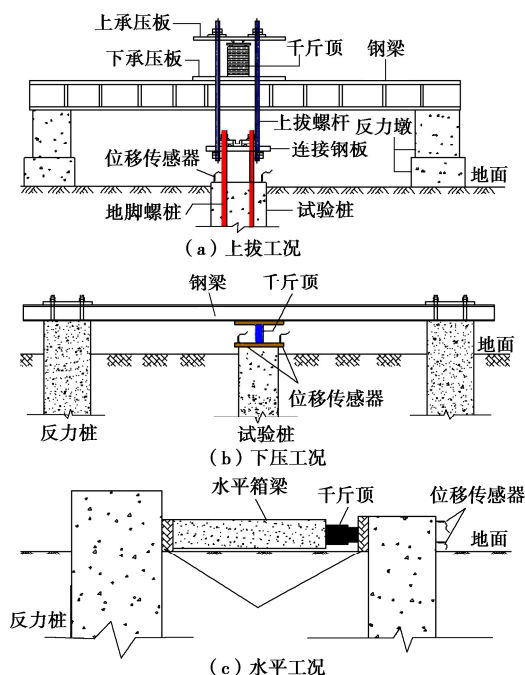 上承压板
千斤顶
钢梁
下承压板
上拔螺杆
反力墩
位移传感器
连接钢板
地面
地脚螺桩
试验桩
(a)上拔工况
钢梁
千斤顶
地面
位移传感器
反力桩
试验桩
(b)下压工况
水平箱梁
千斤顶
位移传感器
地面
反力桩
(c)水平工况